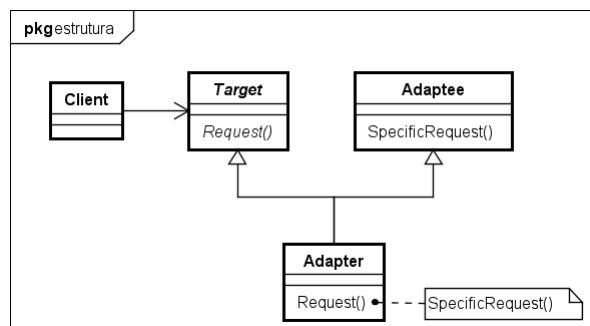 pkg estrutura
Client
Target
Request()
Adaptee
SpecificRequest()
Adapter
Request()
SpecificRequest()